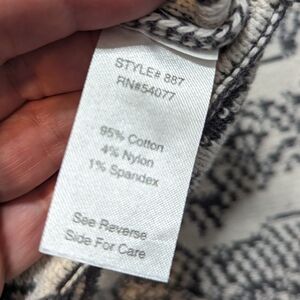 STYLE# 887
RN#54077
95% Cotton
4% Nylon
1% Spandex
See Reverse
Side For Care